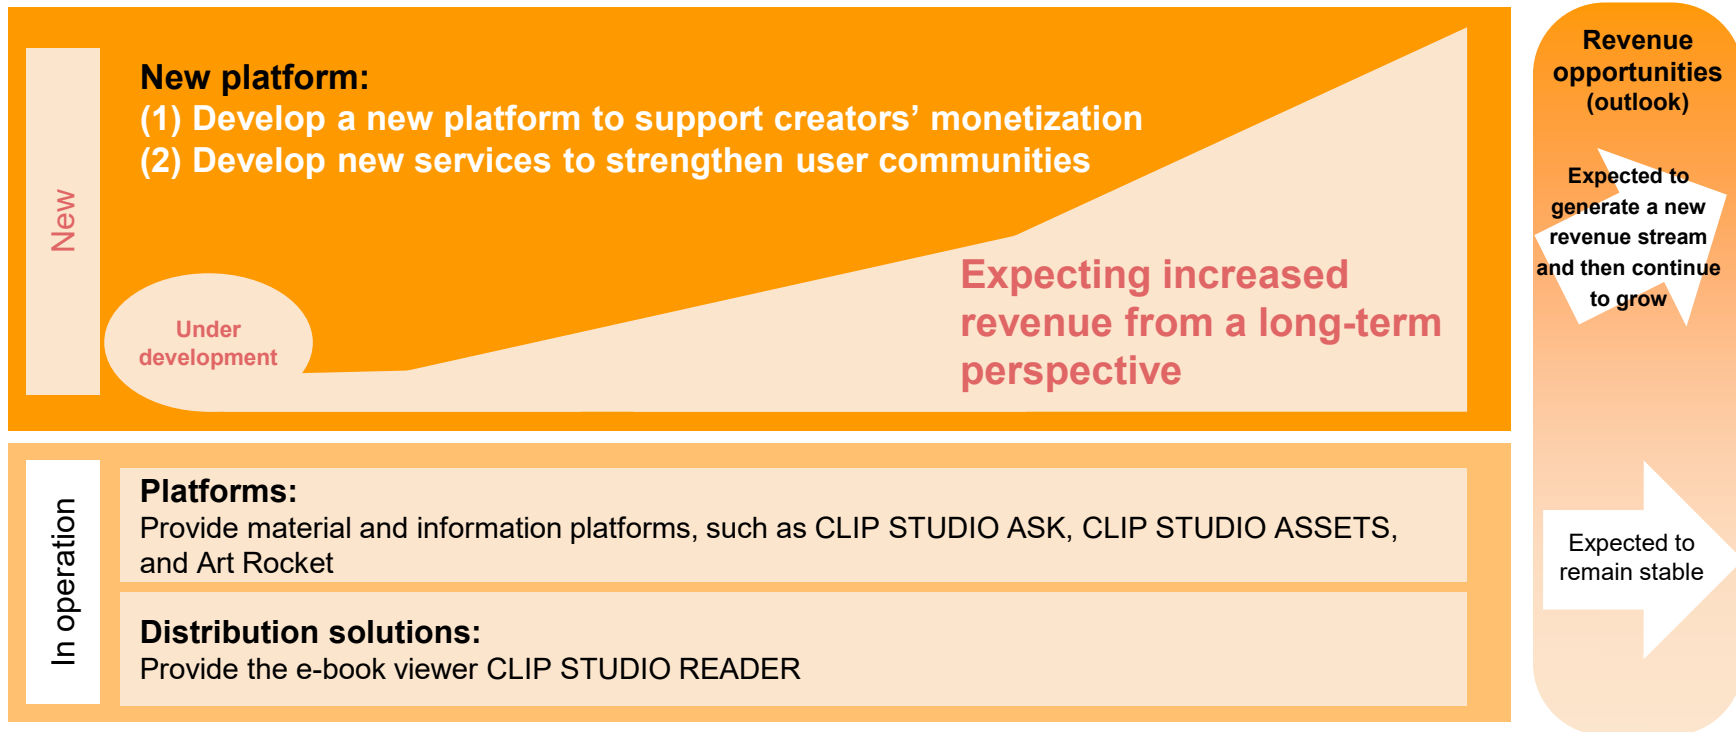 New
New platform:
(1) Develop a new platform to support creators’ monetization
(2) Develop new services to strengthen user communities
Under
development
Expecting increased
revenue from a long-term
perspective
In operation
Platforms:
Provide material and information platforms, such as CLIP STUDIO ASK, CLIP STUDIO ASSETS,
and Art Rocket
Distribution solutions:
Provide the e-book viewer CLIP STUDIO READER
Revenue
opportunities
(outlook)
Expected to
generate a new
revenue stream
and then continue
to grow
Expected to
remain stable